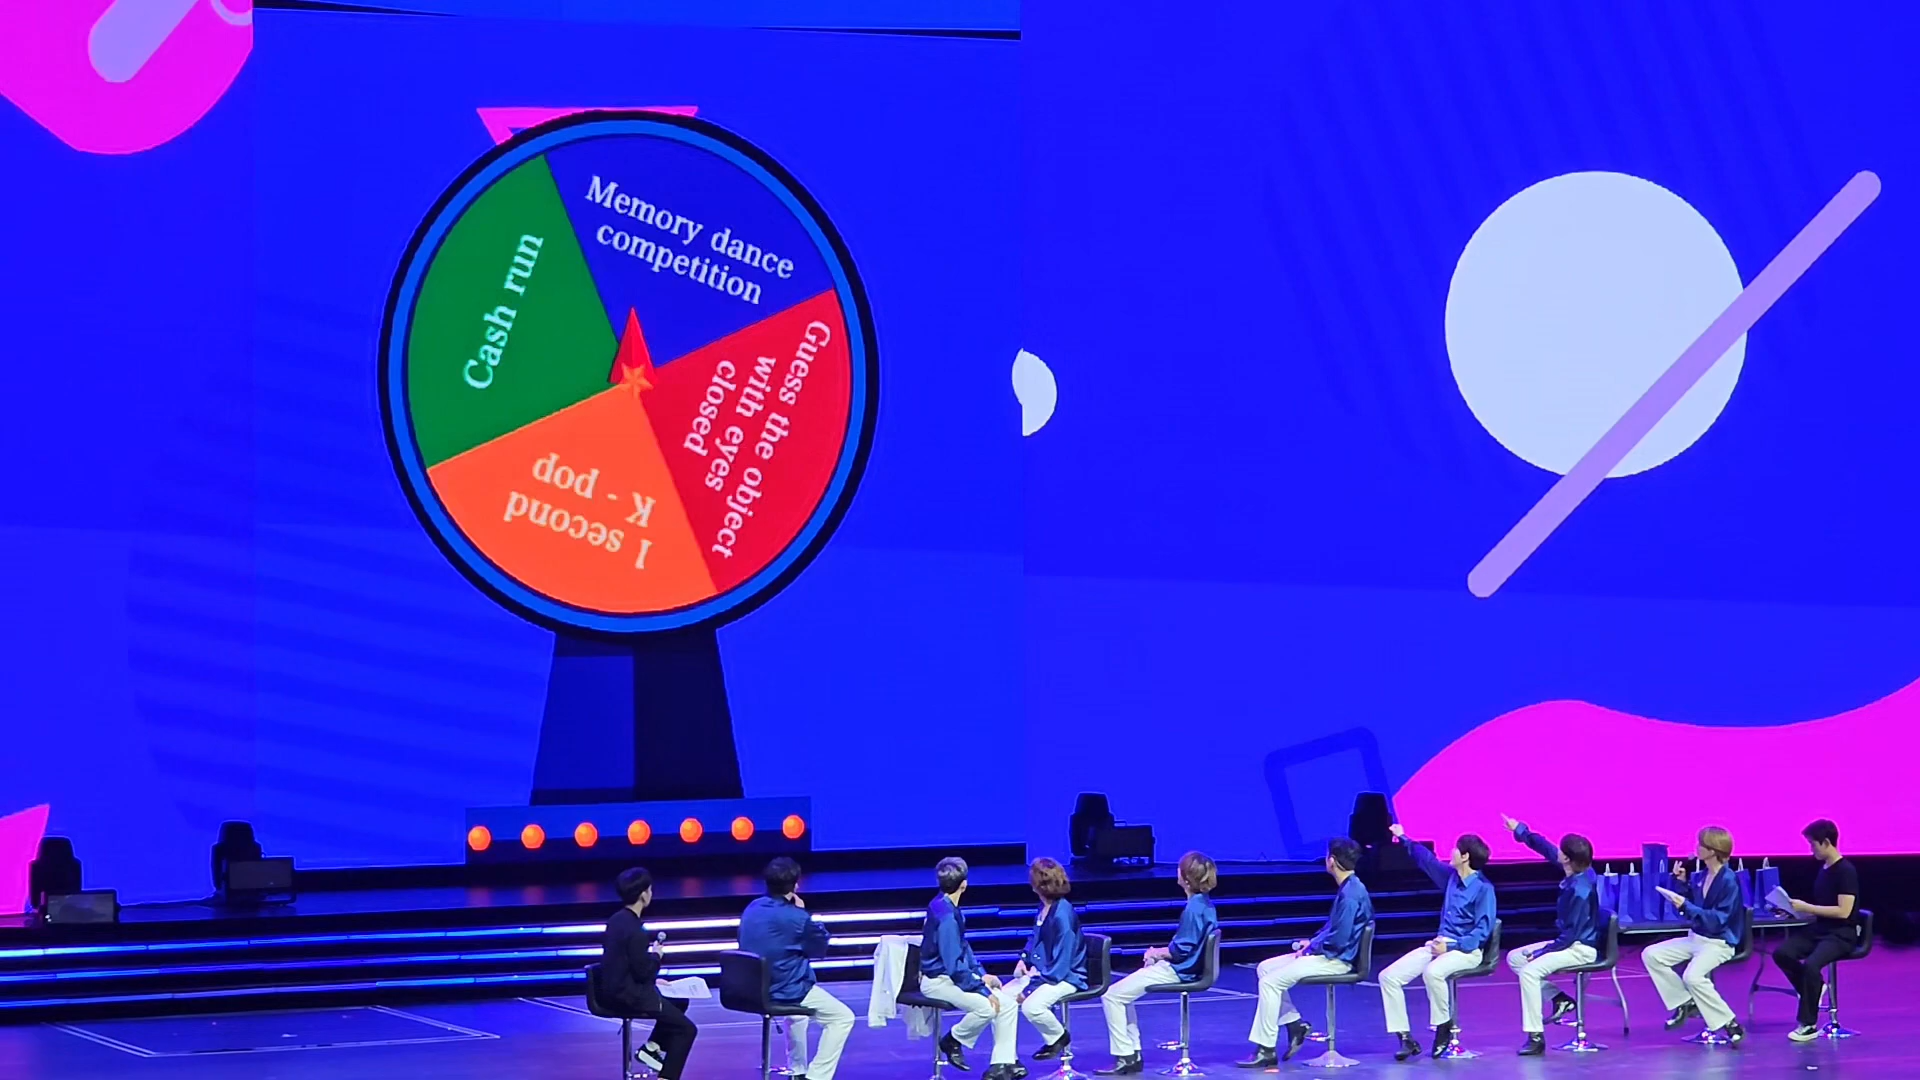 Memory dance
competition
Cash run
Guess the object
with eyes
closed
1 second
K - pop